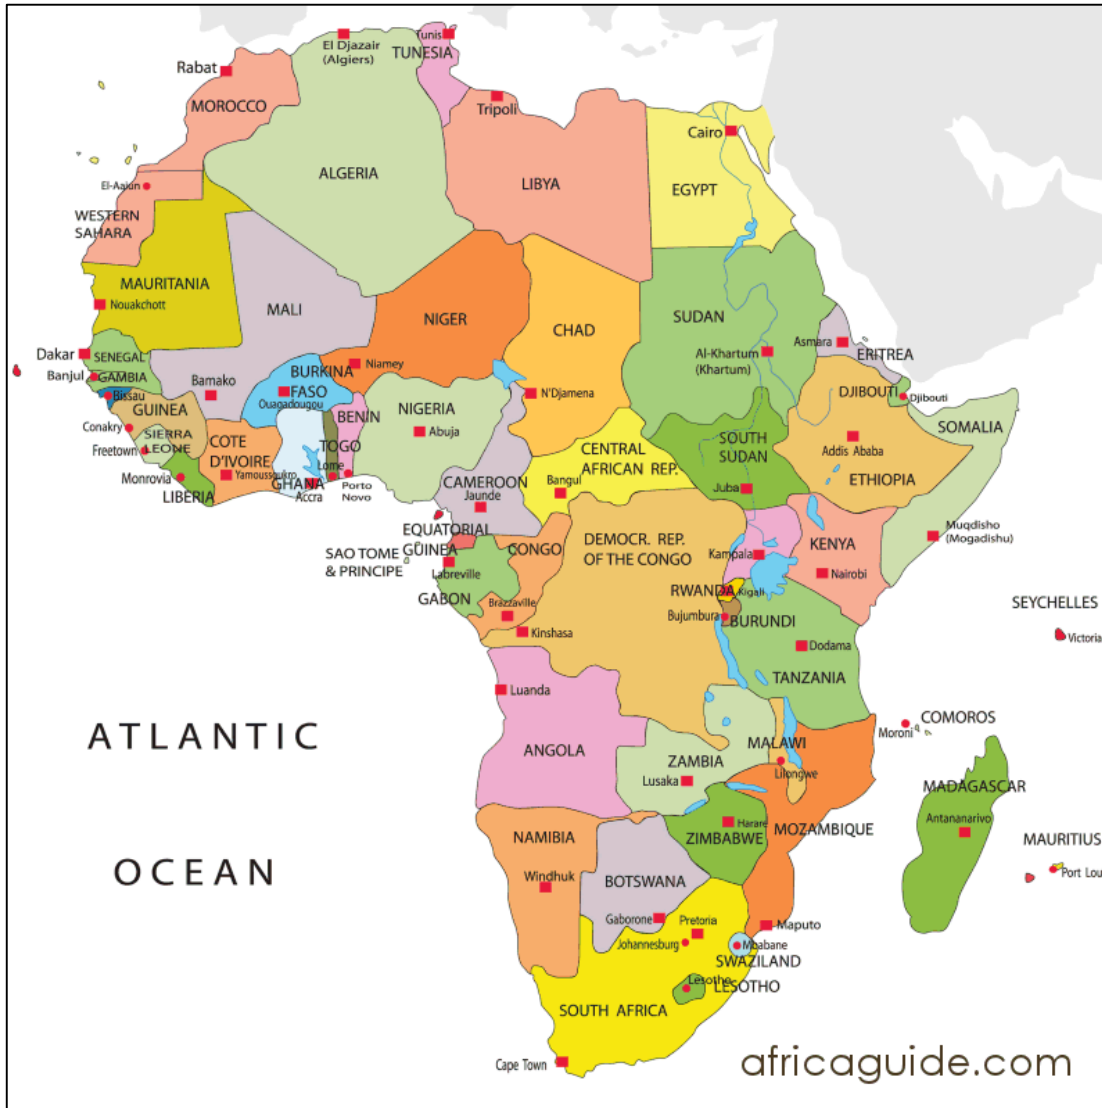 El Djazair
(Algiers)
Tunis
TUNISIA
Rabat
MOROCCO
Tripoli
Cairo
ALGERIA
LIBYA
EGYPT
El-Aaiun
WESTERN
SAHARA
MAURITANIA
Nouakchott
MALI
NIGER
CHAD
SUDAN
Al-Khartum
(Khartum)
Asmara
ERITREA
Dakar
SENEGAL
Banjul
GAMBIA
Bissau
Bamako
BURKINA
FASO
Ouagadougou
Niamey
N'Djamena
DJIBOUTI
Djibouti
GUINEA
Conakry
SIERRA
LEONE
Freetown
COTE
D'IVOIRE
Yamoussoukro
Monrovia
LIBERIA
GHANA
Accra
TOGO
Lome
BENIN
Porto
Novo
NIGERIA
Abuja
CAMEROON
Jaunde
CENTRAL
AFRICAN REP.
Bangul
SOUTH
SUDAN
Juba
Addis Ababa
ETHIOPIA
SOMALIA
Muqdisho
(Mogadishu)
EQUATORIAL
GUINEA
SAO TOME
& PRINCIPE
Labreville
GABON
CONGO
Brazzaville
Kinshasa
DEMOCR. REP.
OF THE CONGO
Kampala
KENYA
Nairobi
RWANDA
Kigali
Bujumbura
BURUNDI
Dodama
TANZANIA
SEYCHELLES
Victoria
ATLANTIC
OCEAN
Luanda
ANGOLA
ZAMBIA
Lusaka
MALAWI
Lilongwe
COMOROS
Moroni
MADAGASCAR
Antananarivo
MAURITIUS
Port Lou
NAMIBIA
Windhuk
BOTSWANA
Gaborone
Harare
ZIMBABWE
MOZAMBIQUE
Pretoria
Johannesburg
Maputo
Mbabane
SWAZILAND
Lesotho
LESOTHO
SOUTH AFRICA
Cape Town
africaguide.com